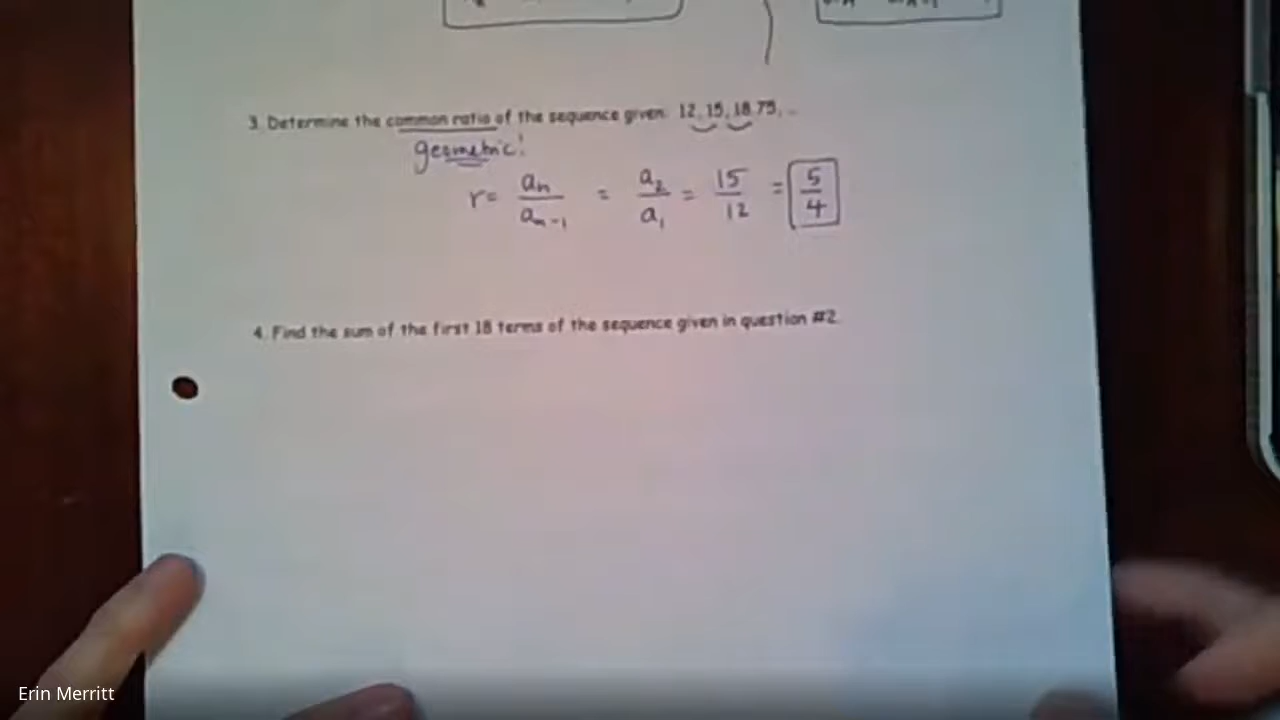 3. Determine the common ratio of the sequence given: 12, 15, 18.75, ...
geometric!
r = an/an-1 = a2/a1 = 15/12 = 5/4
4. Find the sum of the first 18 terms of the sequence given in question #2.
Erin Merritt